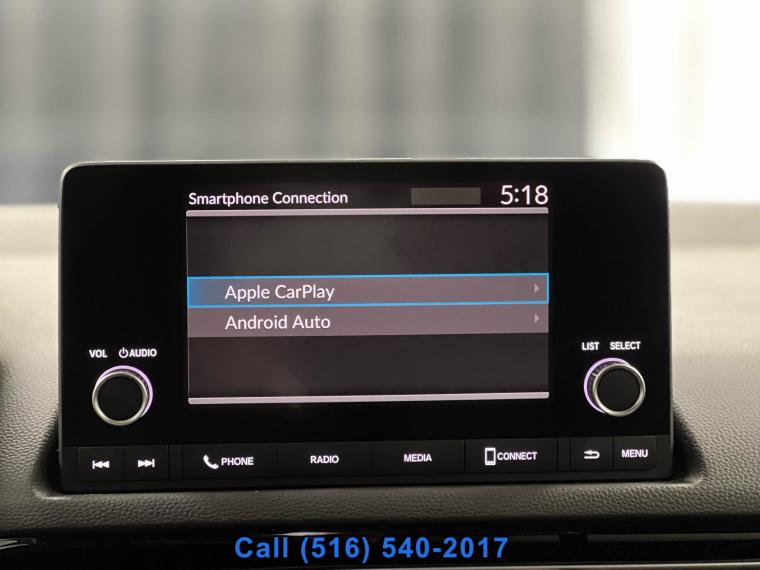 Smartphone Connection 5:18
Apple CarPlay
Android Auto
VOL AUDIO
LIST SELECT
PHONE RADIO MEDIA CONNECT MENU
Call (516) 540-2017